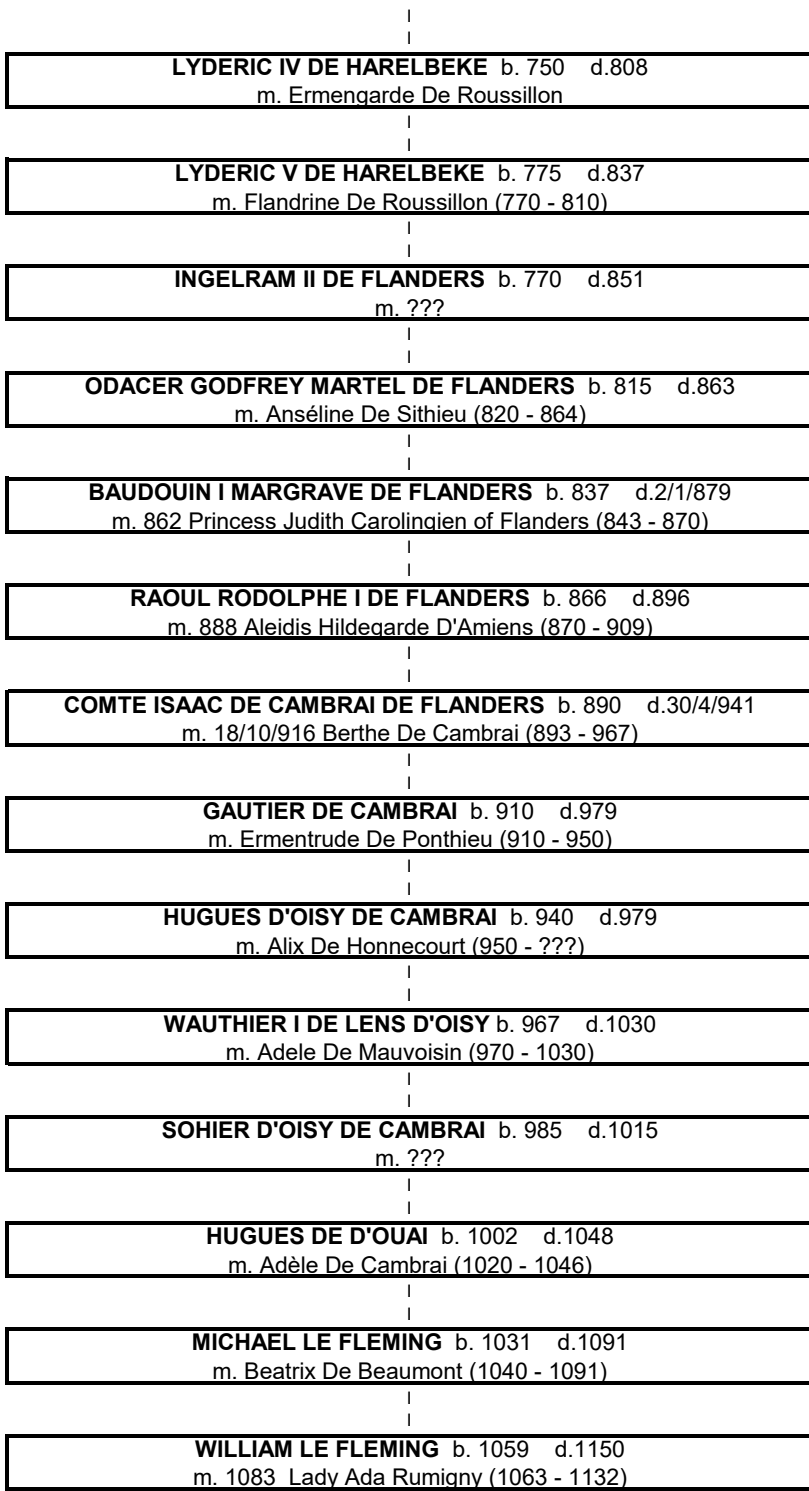 LYDERIC IV DE HARELBEKE b. 750 d.808
m. Ermengarde De Roussillon
LYDERIC V DE HARELBEKE b. 775 d.837
m. Flandrine De Roussillon (770 - 810)
INGELRAM II DE FLANDERS b. 770 d.851
m. ???
ODACER GODFREY MARTEL DE FLANDERS b. 815 d.863
m. Anséline De Sithieu (820 - 864)
BAUDOUIN I MARGRAVE DE FLANDERS b. 837 d.2/1/879
m. 862 Princess Judith Carolingien of Flanders (843 - 870)
RAOUL RODOLPHE I DE FLANDERS b. 866 d.896
m. 888 Aleidis Hildegarde D'Amiens (870 - 909)
COMTE ISAAC DE CAMBRAI DE FLANDERS b. 890 d.30/4/941
m. 18/10/916 Berthe De Cambrai (893 - 967)
GAUTIER DE CAMBRAI b. 910 d.979
m. Ermentrude De Ponthieu (910 - 950)
HUGUES D'OISY DE CAMBRAI b. 940 d.979
m. Alix De Honnecourt (950 - ???)
WAUTHIER I DE LENS D'OISY b. 967 d.1030
m. Adele De Mauvoisin (970 - 1030)
SOHIER D'OISY DE CAMBRAI b. 985 d.1015
m. ???
HUGUES DE D'OUAI b. 1002 d.1048
m. Adèle De Cambrai (1020 - 1046)
MICHAEL LE FLEMING b. 1031 d.1091
m. Beatrix De Beaumont (1040 - 1091)
WILLIAM LE FLEMING b. 1059 d.1150
m. 1083 Lady Ada Rumigny (1063 - 1132)